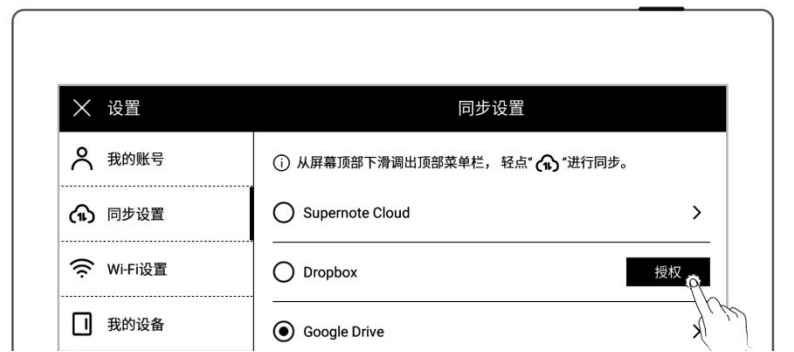 设置
同步设置
我的账号
从屏幕顶部下滑调出顶部菜单栏， 轻点“ ”进行同步。
同步设置
Supernote Cloud
Wi-Fi设置
Dropbox
授权
我的设备
Google Drive